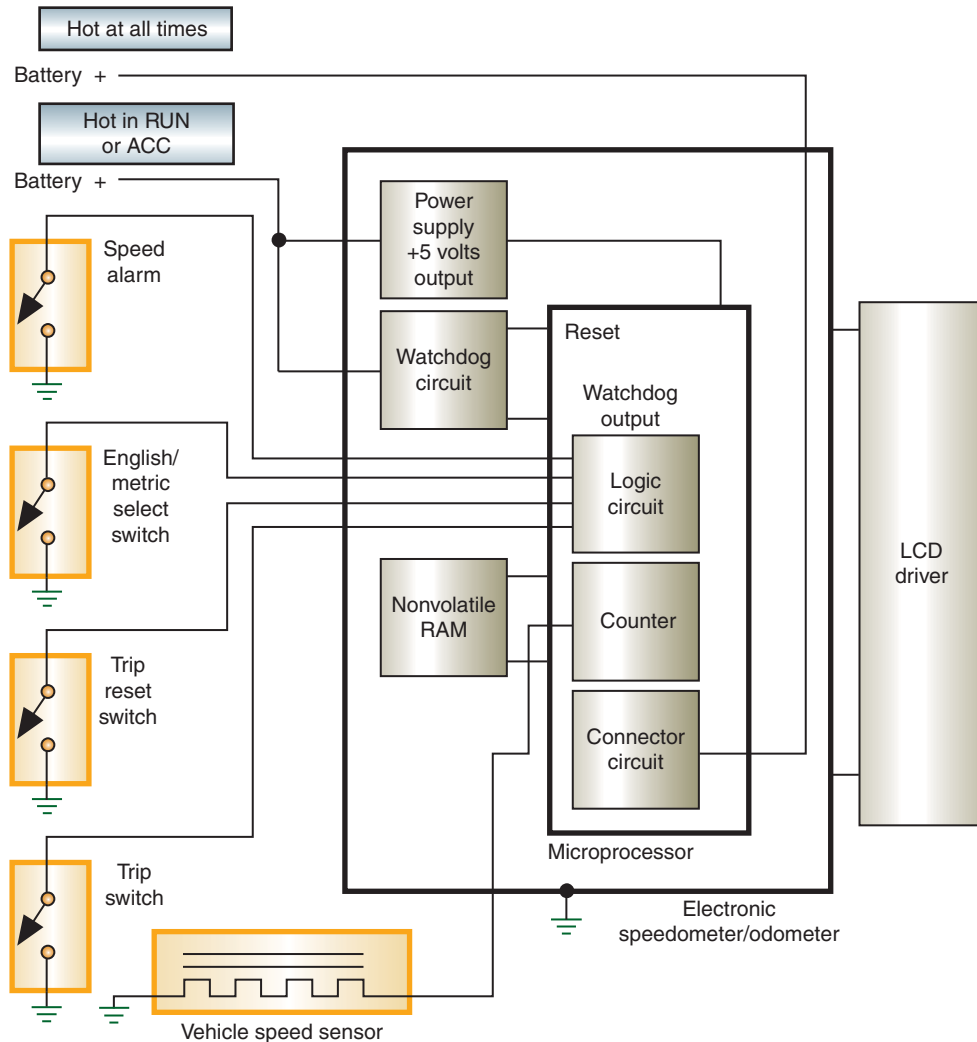 Hot at all times
Battery +
Hot in RUN
or ACC
Battery +
Speed
alarm
English/
metric
select
switch
Trip
reset
switch
Trip
switch
Vehicle speed sensor
Power
supply
+5 volts
output
Watchdog
circuit
Nonvolatile
RAM
Reset
Watchdog
output
Logic
circuit
Counter
Connector
circuit
Microprocessor
Electronic
speedometer/odometer
LCD
driver